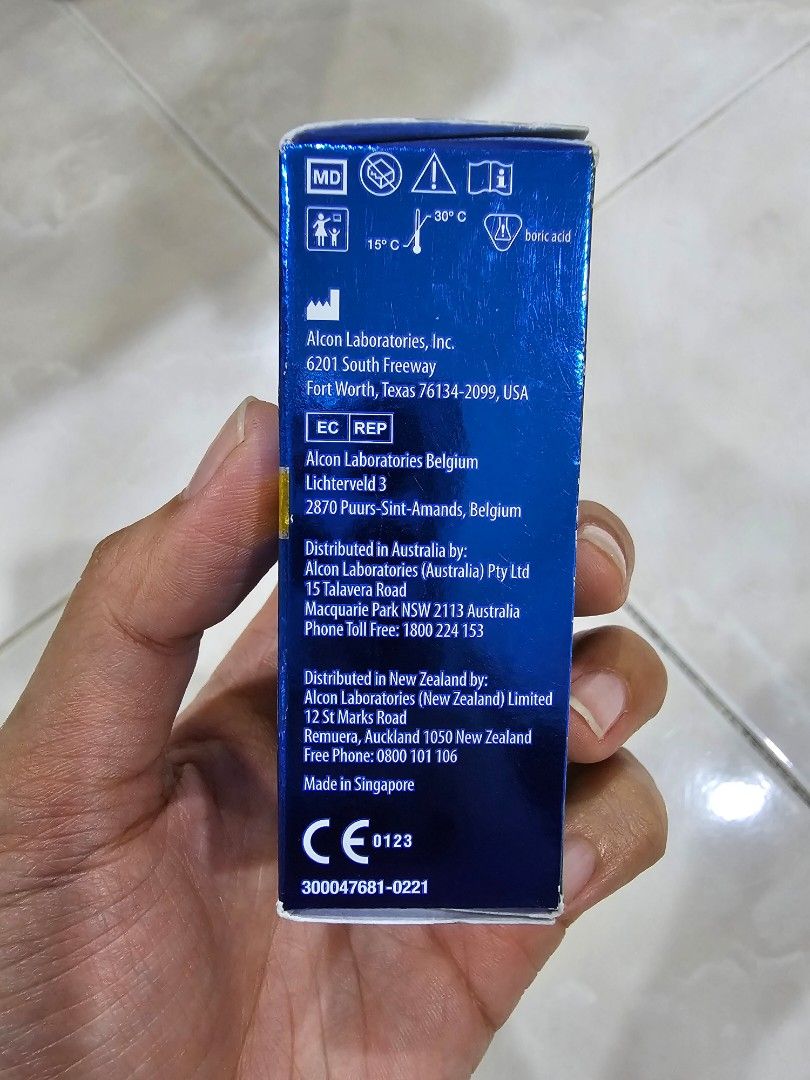 MD
30° C
15° C
boric acid
Alcon Laboratories, Inc.
6201 South Freeway
Fort Worth, Texas 76134-2099, USA
EC REP
Alcon Laboratories Belgium
Lichterveld 3
2870 Puurs-Sint-Amands, Belgium
Distributed in Australia by:
Alcon Laboratories (Australia) Pty Ltd
15 Talavera Road
Macquarie Park NSW 2113 Australia
Phone Toll Free: 1800 224 153
Distributed in New Zealand by:
Alcon Laboratories (New Zealand) Limited
12 St Marks Road
Remuera, Auckland 1050 New Zealand
Free Phone: 0800 101 106
Made in Singapore
CE 0123
300047681-0221